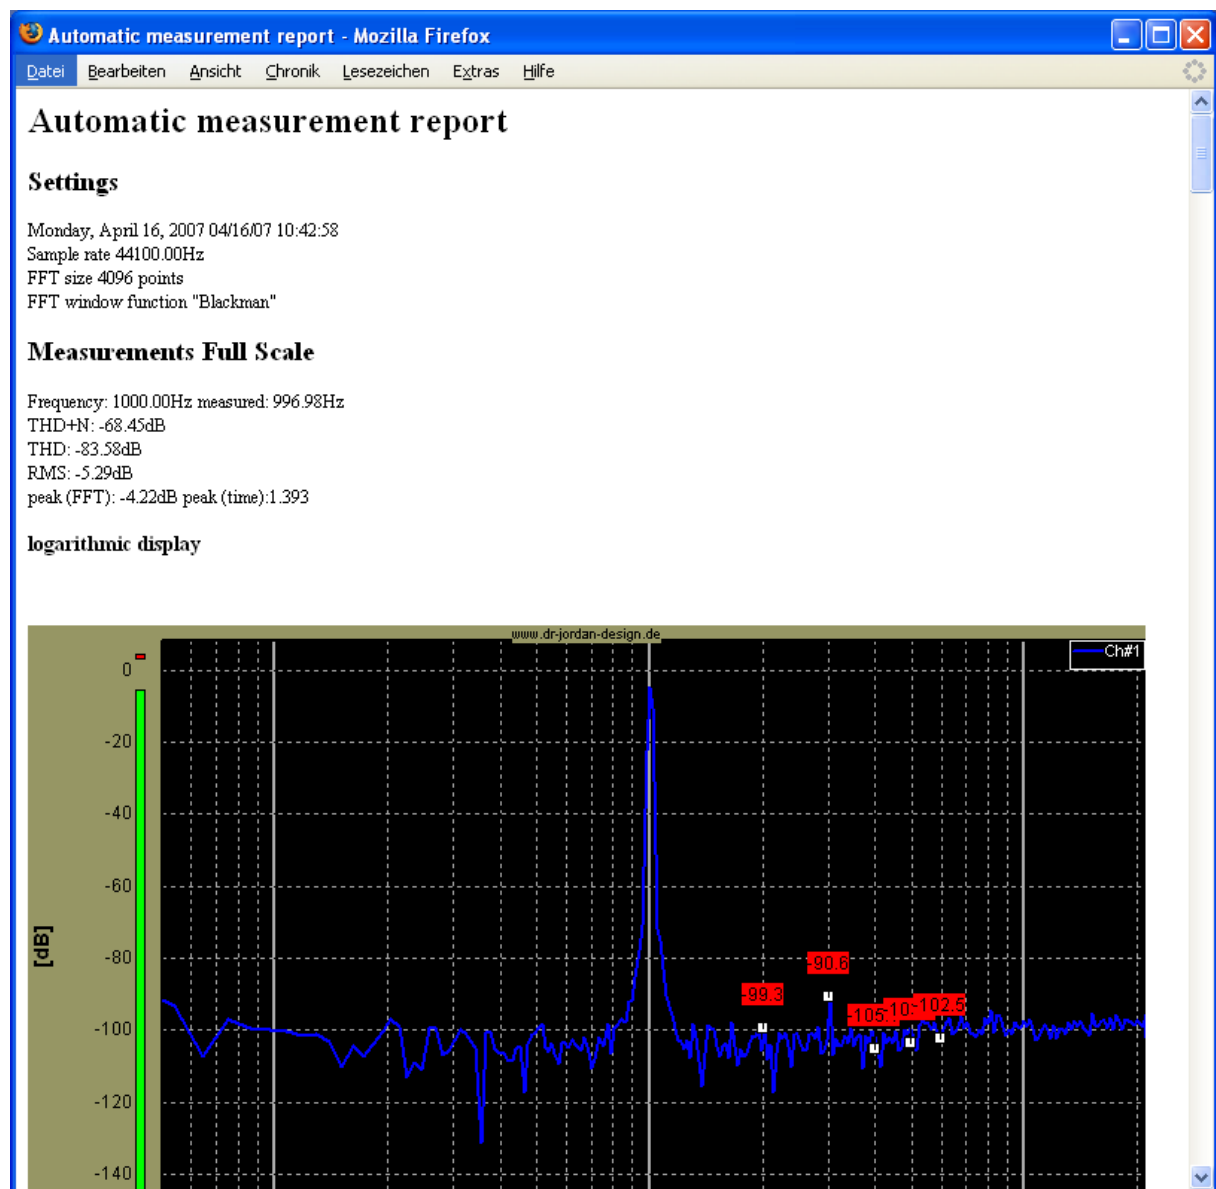 Automatic measurement report - Mozilla Firefox
Datei Bearbeiten Ansicht Chronik Lesezeichen Extras Hilfe
Automatic measurement report
Settings
Monday, April 16, 2007 04/16/07 10:42:58
Sample rate 44100.00Hz
FFT size 4096 points
FFT window function "Blackman"
Measurements Full Scale
Frequency: 1000.00Hz measured: 996.98Hz
THD+N: -68.45dB
THD: -83.58dB
RMS: -5.29dB
peak (FFT): -4.22dB peak (time):1.393
logarithmic display
www.dr-jordan-design.de
Ch#1
0
-20
-40
-60
-80
-100
-120
-140
[dB]
-99.3
-90.6
-102.5